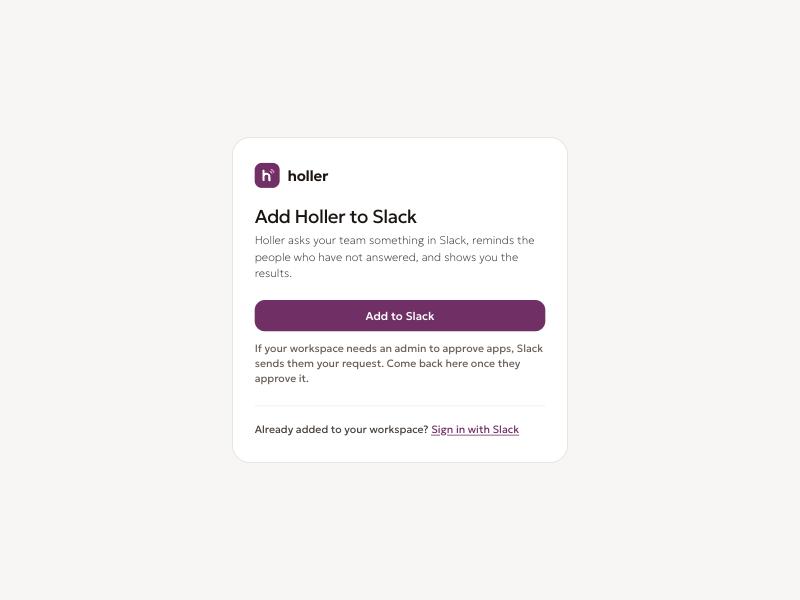 h
holler
Add Holler to Slack
Holler asks your team something in Slack, reminds the
people who have not answered, and shows you the
results.
Add to Slack
If your workspace needs an admin to approve apps, Slack
sends them your request. Come back here once they
approve it.
Already added to your workspace? Sign in with Slack